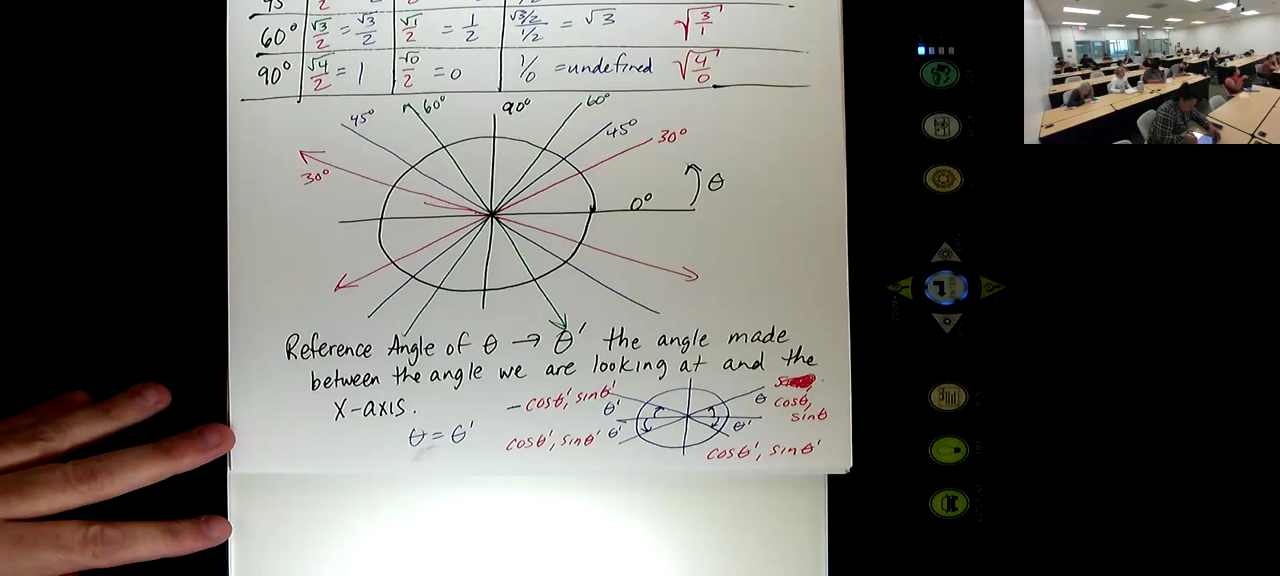 60° √3/2 = √3/2 √1/2 = 1/2 √3/2 / 1/2 = √3 √3/1
90° √4/2 = 1 √0/2 = 0 1/0 = undefined √4/0
45° 60° 90° 60° 45° 30°
30° 0° θ
Reference Angle of θ → θ' the angle made
between the angle we are looking at and the
x-axis.
θ = θ'
-cosθ', sinθ' θ' θ cosθ, sinθ
cosθ', sinθ' θ' θ' cosθ', sinθ'